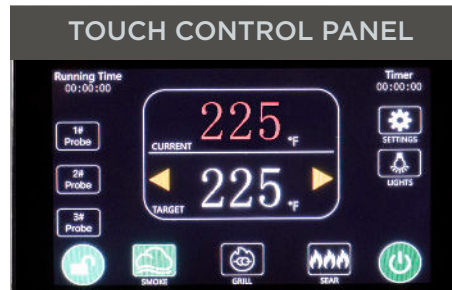 TOUCH CONTROL PANEL
Running Time
00:00:00
Timer
00:00:00
225 °F
CURRENT
1#
Probe
SETTINGS
2#
Probe
225 °F
TARGET
LIGHTS
3#
Probe
SMOKE
GRILL
SEAR